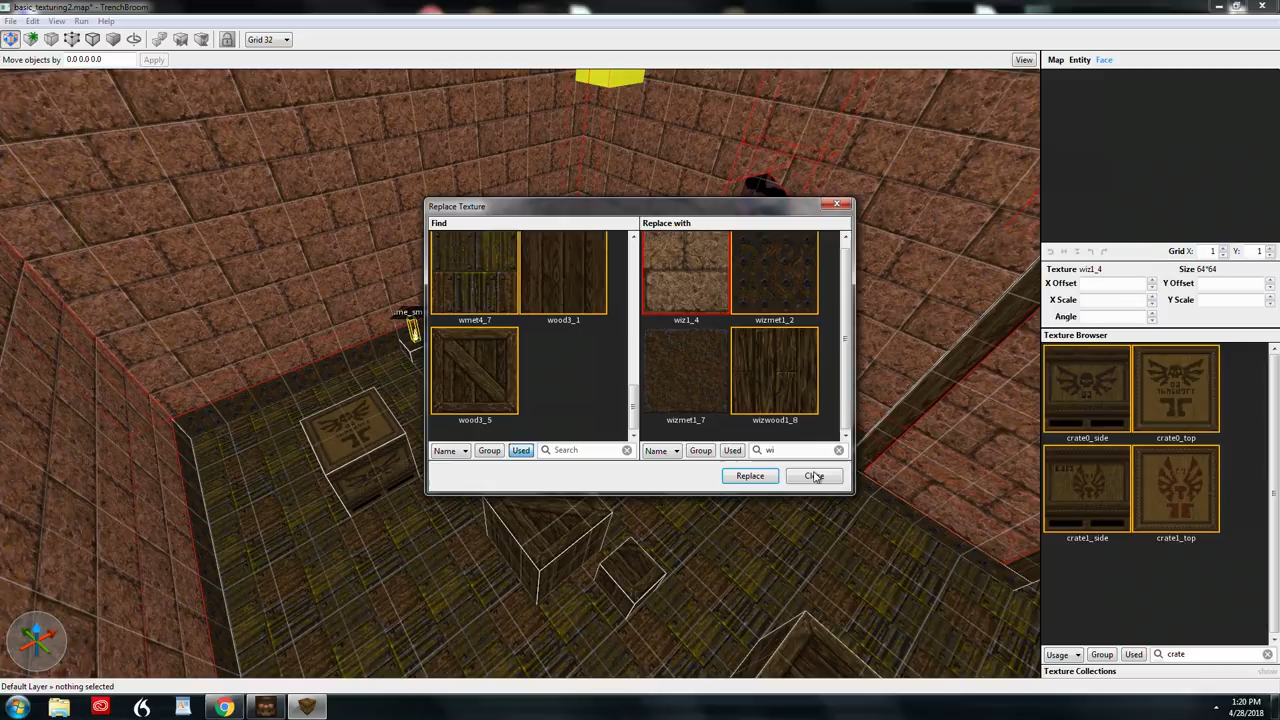 basic_texturing2.map* - TrenchBroom
File Edit View Run Help
Grid 32
Move objects by 0.0 0.0 0.0 Apply
View
Map Entity Face
Replace Texture
Find
Replace with
wmet4_7 wood3_1
wiz1_4 wizmet1_2
wood3_5
wizmet1_7 wizwood1_8
Name Group Used Search
Name Group Used wi
Replace
Grid X: 1 Y: 1
Texture wiz1_4 Size 64*64
X Offset Y Offset
X Scale Y Scale
Angle
Texture Browser
crate0_side crate0_top
crate1_side crate1_top
Usage Group Used crate
Texture Collections show
Default Layer » nothing selected
1:20 PM
4/28/2018